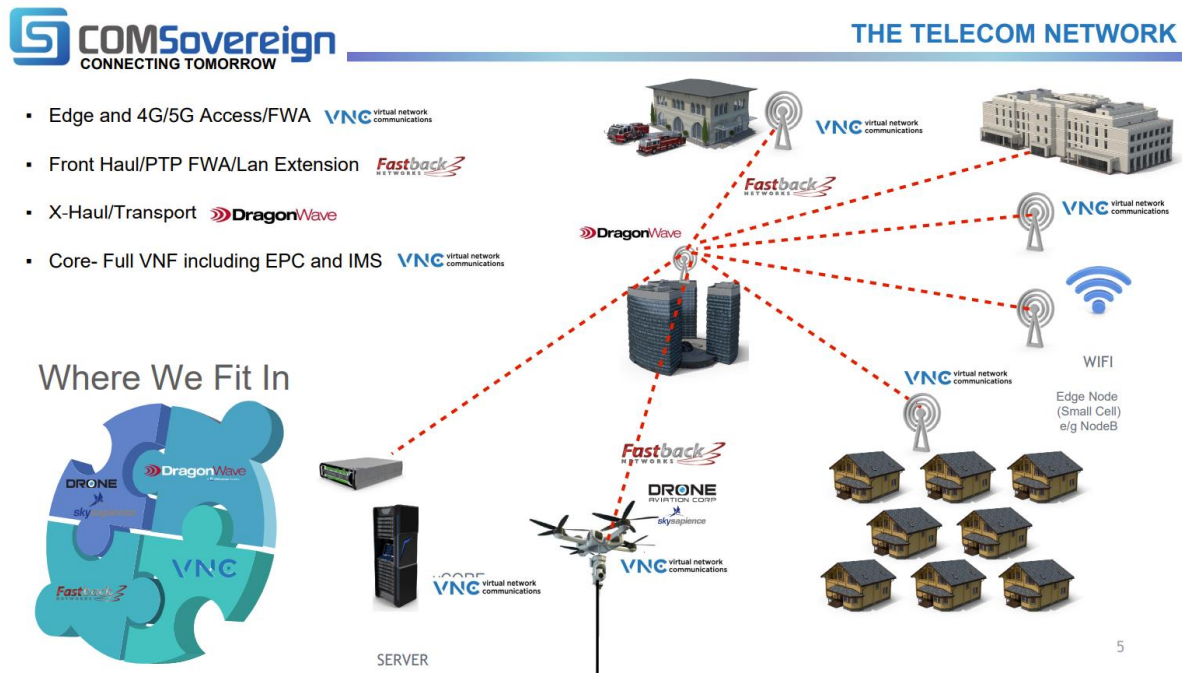 COMSovereign
CONNECTING TOMORROW
THE TELECOM NETWORK
▪ Edge and 4G/5G Access/FWA VNC virtual network communications
▪ Front Haul/PTP FWA/Lan Extension Fastback NETWORKS
▪ X-Haul/Transport DragonWave
▪ Core- Full VNF including EPC and IMS VNC virtual network communications
VNC virtual network communications
Fastback NETWORKS
DragonWave
VNC virtual network communications
WIFI
Edge Node
(Small Cell)
e/g NodeB
VNC virtual network communications
Where We Fit In
DragonWave
DRONE
skysapience
VNC
Fastback
NETWORKS
Fastback
NETWORKS
DRONE
AVIATION CORP
skysapience
VNC virtual network communications
VNC virtual network communications
SERVER
5